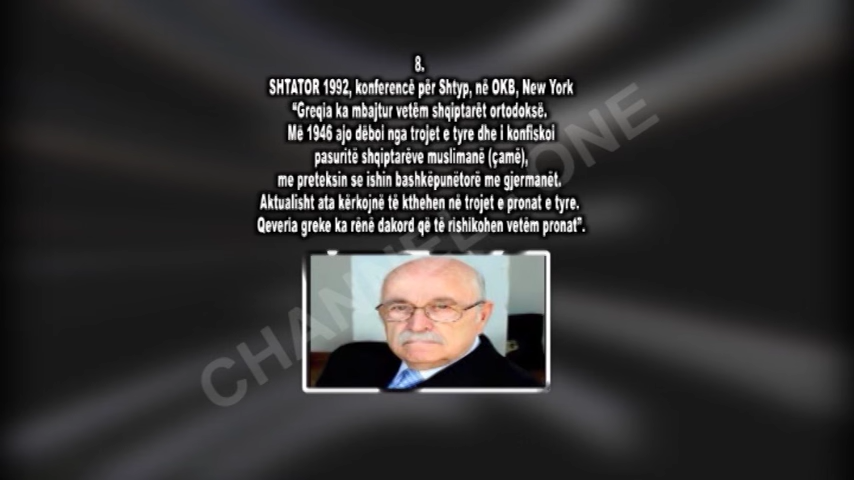 8.
SHTATOR 1992, konferencë për Shtyp, në OKB, New York
“Greqia ka mbajtur vetëm shqiptarët ortodoksë.
Më 1946 ajo dëboi nga trojet e tyre dhe i konfiskoi
pasuritë shqiptarëve muslimanë (çamë),
me preteksin se ishin bashkëpunëtorë me gjermanët.
Aktualisht ata kërkojnë të kthehen në trojet e pronat e tyre.
Qeveria greke ka rënë dakord që të rishikohen vetëm pronat”.
CHANNEL ONE